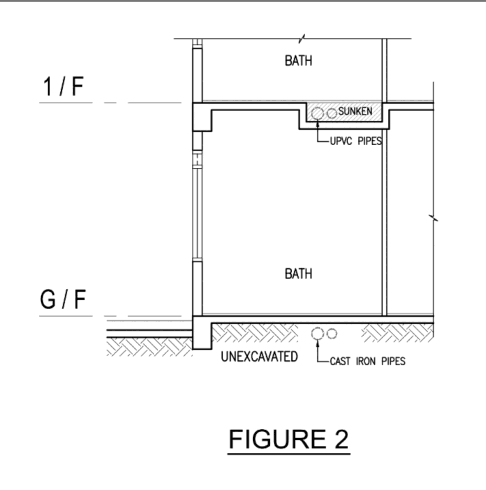 BATH
1 / F
SUNKEN
UPVC PIPES
BATH
G / F
UNEXCAVATED
CAST IRON PIPES
FIGURE 2